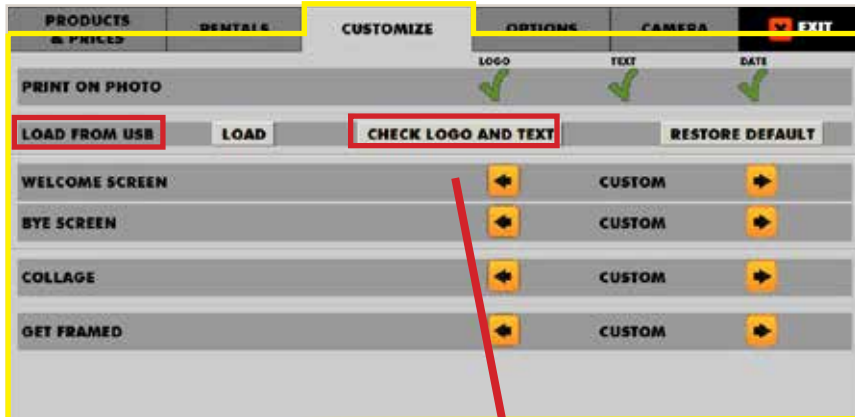 PRODUCTS & PRICES
RENTALS
CUSTOMIZE
OPTIONS
CAMERA
X EXIT
LOGO TEXT DATE
PRINT ON PHOTO
LOAD FROM USB LOAD CHECK LOGO AND TEXT RESTORE DEFAULT
WELCOME SCREEN CUSTOM
BYE SCREEN CUSTOM
COLLAGE CUSTOM
GET FRAMED CUSTOM